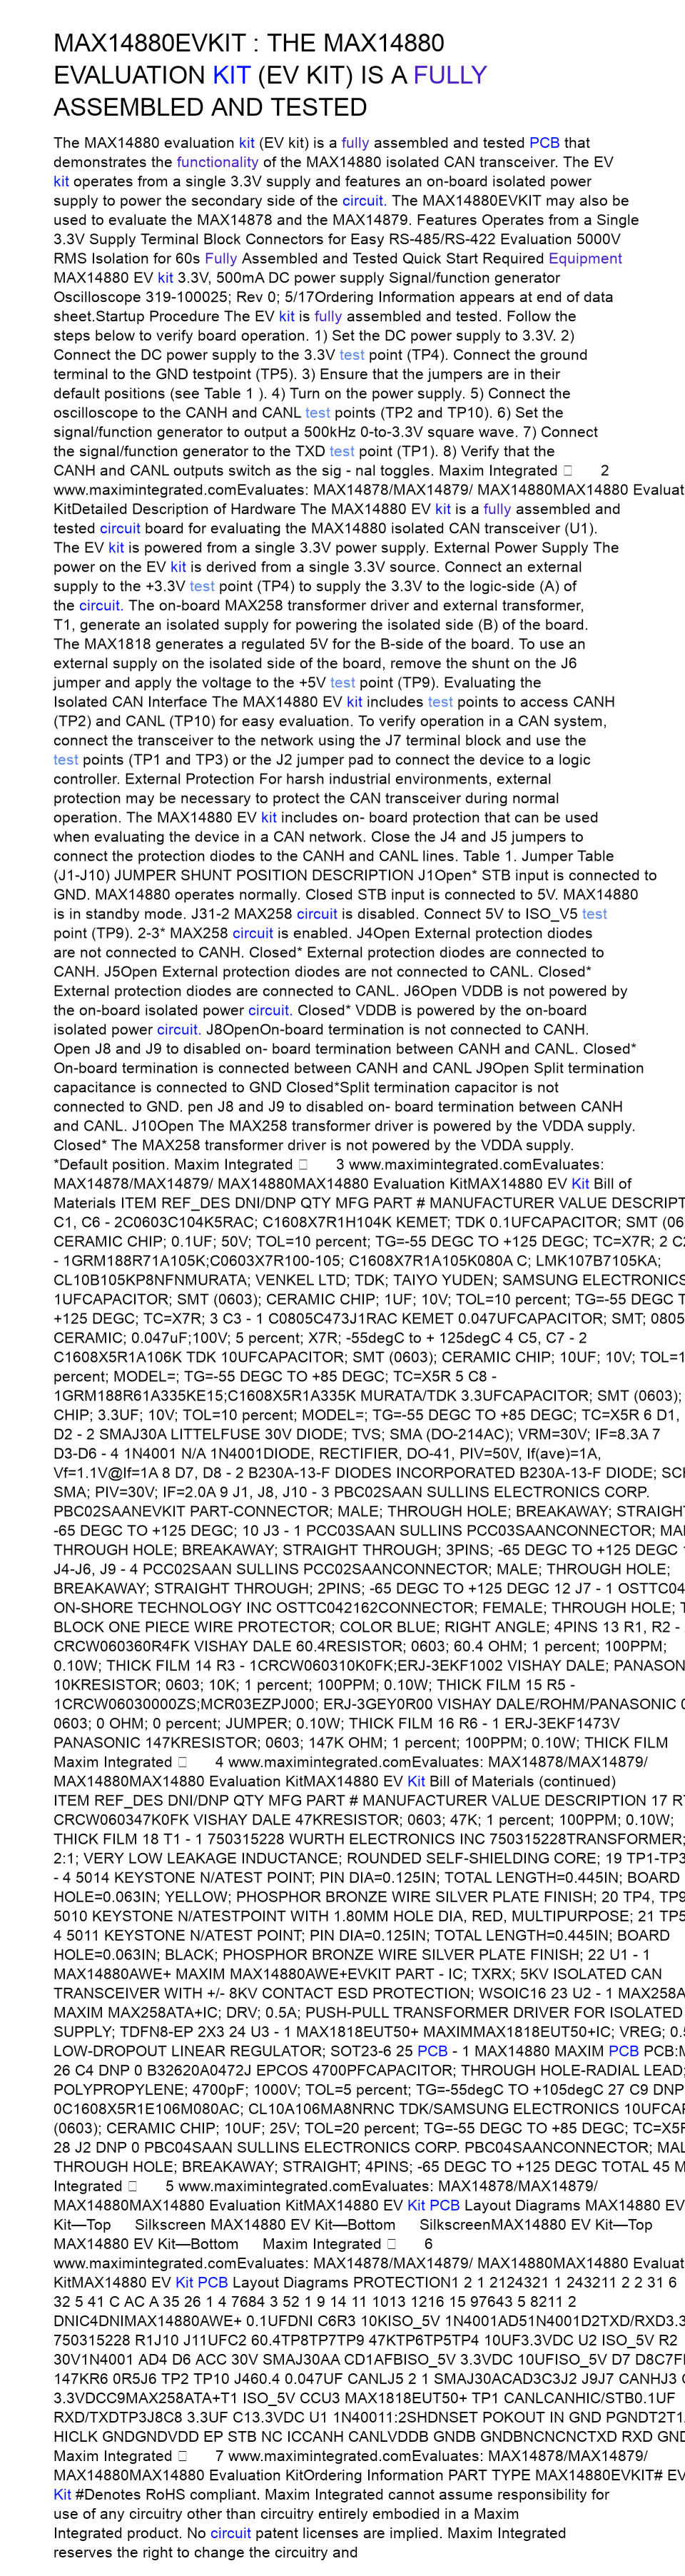 MAX14880EVKIT : THE MAX14880
EVALUATION KIT (EV KIT) IS A FULLY
ASSEMBLED AND TESTED
The MAX14880 evaluation kit (EV kit) is a fully assembled and tested PCB that
demonstrates the functionality of the MAX14880 isolated CAN transceiver. The EV
kit operates from a single 3.3V supply and features an on-board isolated power
supply to power the secondary side of the circuit. The MAX14880EVKIT may also be
used to evaluate the MAX14878 and the MAX14879. Features Operates from a Single
3.3V Supply Terminal Block Connectors for Easy RS-485/RS-422 Evaluation 5000V
RMS Isolation for 60s Fully Assembled and Tested Quick Start Required Equipment
MAX14880 EV kit 3.3V, 500mA DC power supply Signal/function generator
Oscilloscope 319-100025; Rev 0; 5/17Ordering Information appears at end of data
sheet.Startup Procedure The EV kit is fully assembled and tested. Follow the
steps below to verify board operation. 1) Set the DC power supply to 3.3V. 2)
Connect the DC power supply to the 3.3V test point (TP4). Connect the ground
terminal to the GND testpoint (TP5). 3) Ensure that the jumpers are in their
default positions (see Table 1 ). 4) Turn on the power supply. 5) Connect the
oscilloscope to the CANH and CANL test points (TP2 and TP10). 6) Set the
signal/function generator to output a 500kHz 0-to-3.3V square wave. 7) Connect
the signal/function generator to the TXD test point (TP1). 8) Verify that the
CANH and CANL outputs switch as the sig - nal toggles. Maxim Integrated 2
www.maximintegrated.comEvaluates: MAX14878/MAX14879/ MAX14880MAX14880 Evaluat
KitDetailed Description of Hardware The MAX14880 EV kit is a fully assembled and
tested circuit board for evaluating the MAX14880 isolated CAN transceiver (U1).
The EV kit is powered from a single 3.3V power supply. External Power Supply The
power on the EV kit is derived from a single 3.3V source. Connect an external
supply to the +3.3V test point (TP4) to supply the 3.3V to the logic-side (A) of
the circuit. The on-board MAX258 transformer driver and external transformer,
T1, generate an isolated supply for powering the isolated side (B) of the board.
The MAX1818 generates a regulated 5V for the B-side of the board. To use an
external supply on the isolated side of the board, remove the shunt on the J6
jumper and apply the voltage to the +5V test point (TP9). Evaluating the
Isolated CAN Interface The MAX14880 EV kit includes test points to access CANH
(TP2) and CANL (TP10) for easy evaluation. To verify operation in a CAN system,
connect the transceiver to the network using the J7 terminal block and use the
test points (TP1 and TP3) or the J2 jumper pad to connect the device to a logic
controller. External Protection For harsh industrial environments, external
protection may be necessary to protect the CAN transceiver during normal
operation. The MAX14880 EV kit includes on- board protection that can be used
when evaluating the device in a CAN network. Close the J4 and J5 jumpers to
connect the protection diodes to the CANH and CANL lines. Table 1. Jumper Table
(J1-J10) JUMPER SHUNT POSITION DESCRIPTION J1Open* STB input is connected to
GND. MAX14880 operates normally. Closed STB input is connected to 5V. MAX14880
is in standby mode. J31-2 MAX258 circuit is disabled. Connect 5V to ISO_V5 test
point (TP9). 2-3* MAX258 circuit is enabled. J4Open External protection diodes
are not connected to CANH. Closed* External protection diodes are connected to
CANH. J5Open External protection diodes are not connected to CANL. Closed*
External protection diodes are connected to CANL. J6Open VDDB is not powered by
the on-board isolated power circuit. Closed* VDDB is powered by the on-board
isolated power circuit. J8OpenOn-board termination is not connected to CANH.
Open J8 and J9 to disabled on- board termination between CANH and CANL. Closed*
On-board termination is connected between CANH and CANL J9Open Split termination
capacitance is connected to GND Closed*Split termination capacitor is not
connected to GND. pen J8 and J9 to disabled on- board termination between CANH
and CANL. J10Open The MAX258 transformer driver is powered by the VDDA supply.
Closed* The MAX258 transformer driver is not powered by the VDDA supply.
*Default position. Maxim Integrated 3 www.maximintegrated.comEvaluates:
MAX14878/MAX14879/ MAX14880MAX14880 Evaluation KitMAX14880 EV Kit Bill of
Materials ITEM REF_DES DNI/DNP QTY MFG PART # MANUFACTURER VALUE DESCRIPT
C1, C6 - 2C0603C104K5RAC; C1608X7R1H104K KEMET; TDK 0.1UFCAPACITOR; SMT (06
CERAMIC CHIP; 0.1UF; 50V; TOL=10 percent; TG=-55 DEGC TO +125 DEGC; TC=X7R; 2 C2
- 1GRM188R71A105K;C0603X7R100-105; C1608X7R1A105K080A C; LMK107B7105KA;
CL10B105KP8NFNMURATA; VENKEL LTD; TDK; TAIYO YUDEN; SAMSUNG ELECTRONICS
1UFCAPACITOR; SMT (0603); CERAMIC CHIP; 1UF; 10V; TOL=10 percent; TG=-55 DEGC T
+125 DEGC; TC=X7R; 3 C3 - 1 C0805C473J1RAC KEMET 0.047UFCAPACITOR; SMT; 0805
CERAMIC; 0.047uF;100V; 5 percent; X7R; -55degC to + 125degC 4 C5, C7 - 2
C1608X5R1A106K TDK 10UFCAPACITOR; SMT (0603); CERAMIC CHIP; 10UF; 10V; TOL=1
percent; MODEL=; TG=-55 DEGC TO +85 DEGC; TC=X5R 5 C8 -
1GRM188R61A335KE15;C1608X5R1A335K MURATA/TDK 3.3UFCAPACITOR; SMT (0603);
CHIP; 3.3UF; 10V; TOL=10 percent; MODEL=; TG=-55 DEGC TO +85 DEGC; TC=X5R 6 D1,
D2 - 2 SMAJ30A LITTELFUSE 30V DIODE; TVS; SMA (DO-214AC); VRM=30V; IF=8.3A 7
D3-D6 - 4 1N4001 N/A 1N4001DIODE, RECTIFIER, DO-41, PIV=50V, If(ave)=1A,
Vf=1.1V@If=1A 8 D7, D8 - 2 B230A-13-F DIODES INCORPORATED B230A-13-F DIODE; SCH
SMA; PIV=30V; IF=2.0A 9 J1, J8, J10 - 3 PBC02SAAN SULLINS ELECTRONICS CORP.
PBC02SAANEVKIT PART-CONNECTOR; MALE; THROUGH HOLE; BREAKAWAY; STRAIGHT
-65 DEGC TO +125 DEGC; 10 J3 - 1 PCC03SAAN SULLINS PCC03SAANCONNECTOR; MAL
THROUGH HOLE; BREAKAWAY; STRAIGHT THROUGH; 3PINS; -65 DEGC TO +125 DEGC 1
J4-J6, J9 - 4 PCC02SAAN SULLINS PCC02SAANCONNECTOR; MALE; THROUGH HOLE;
BREAKAWAY; STRAIGHT THROUGH; 2PINS; -65 DEGC TO +125 DEGC 12 J7 - 1 OSTTC04
ON-SHORE TECHNOLOGY INC OSTTC042162CONNECTOR; FEMALE; THROUGH HOLE; T
BLOCK ONE PIECE WIRE PROTECTOR; COLOR BLUE; RIGHT ANGLE; 4PINS 13 R1, R2 -
CRCW060360R4FK VISHAY DALE 60.4RESISTOR; 0603; 60.4 OHM; 1 percent; 100PPM;
0.10W; THICK FILM 14 R3 - 1CRCW060310K0FK;ERJ-3EKF1002 VISHAY DALE; PANASON
10KRESISTOR; 0603; 10K; 1 percent; 100PPM; 0.10W; THICK FILM 15 R5 -
1CRCW06030000ZS;MCR03EZPJ000; ERJ-3GEY0R00 VISHAY DALE/ROHM/PANASONIC 0
0603; 0 OHM; 0 percent; JUMPER; 0.10W; THICK FILM 16 R6 - 1 ERJ-3EKF1473V
PANASONIC 147KRESISTOR; 0603; 147K OHM; 1 percent; 100PPM; 0.10W; THICK FILM
Maxim Integrated 4 www.maximintegrated.comEvaluates: MAX14878/MAX14879/
MAX14880MAX14880 Evaluation KitMAX14880 EV Kit Bill of Materials (continued)
ITEM REF_DES DNI/DNP QTY MFG PART # MANUFACTURER VALUE DESCRIPTION 17 R7
CRCW060347K0FK VISHAY DALE 47KRESISTOR; 0603; 47K; 1 percent; 100PPM; 0.10W;
THICK FILM 18 T1 - 1 750315228 WURTH ELECTRONICS INC 750315228TRANSFORMER;
2:1; VERY LOW LEAKAGE INDUCTANCE; ROUNDED SELF-SHIELDING CORE; 19 TP1-TP3
- 4 5014 KEYSTONE N/ATEST POINT; PIN DIA=0.125IN; TOTAL LENGTH=0.445IN; BOARD
HOLE=0.063IN; YELLOW; PHOSPHOR BRONZE WIRE SILVER PLATE FINISH; 20 TP4, TP9
5010 KEYSTONE N/ATESTPOINT WITH 1.80MM HOLE DIA, RED, MULTIPURPOSE; 21 TP5
4 5011 KEYSTONE N/ATEST POINT; PIN DIA=0.125IN; TOTAL LENGTH=0.445IN; BOARD
HOLE=0.063IN; BLACK; PHOSPHOR BRONZE WIRE SILVER PLATE FINISH; 22 U1 - 1
MAX14880AWE+ MAXIM MAX14880AWE+EVKIT PART - IC; TXRX; 5KV ISOLATED CAN
TRANSCEIVER WITH +/- 8KV CONTACT ESD PROTECTION; WSOIC16 23 U2 - 1 MAX258A
MAXIM MAX258ATA+IC; DRV; 0.5A; PUSH-PULL TRANSFORMER DRIVER FOR ISOLATED
SUPPLY; TDFN8-EP 2X3 24 U3 - 1 MAX1818EUT50+ MAXIMMAX1818EUT50+IC; VREG; 0.5
LOW-DROPOUT LINEAR REGULATOR; SOT23-6 25 PCB - 1 MAX14880 MAXIM PCB PCB:M
26 C4 DNP 0 B32620A0472J EPCOS 4700PFCAPACITOR; THROUGH HOLE-RADIAL LEAD;
POLYPROPYLENE; 4700pF; 1000V; TOL=5 percent; TG=-55degC TO +105degC 27 C9 DNP
0C1608X5R1E106M080AC; CL10A106MA8NRNC TDK/SAMSUNG ELECTRONICS 10UFCAP
(0603); CERAMIC CHIP; 10UF; 25V; TOL=20 percent; TG=-55 DEGC TO +85 DEGC; TC=X5R
28 J2 DNP 0 PBC04SAAN SULLINS ELECTRONICS CORP. PBC04SAANCONNECTOR; MAL
THROUGH HOLE; BREAKAWAY; STRAIGHT; 4PINS; -65 DEGC TO +125 DEGC TOTAL 45 M
Integrated 5 www.maximintegrated.comEvaluates: MAX14878/MAX14879/
MAX14880MAX14880 Evaluation KitMAX14880 EV Kit PCB Layout Diagrams MAX14880 EV
Kit—Top Silkscreen MAX14880 EV Kit—Bottom SilkscreenMAX14880 EV Kit—Top
MAX14880 EV Kit—Bottom Maxim Integrated 6
www.maximintegrated.comEvaluates: MAX14878/MAX14879/ MAX14880MAX14880 Evaluat
KitMAX14880 EV Kit PCB Layout Diagrams PROTECTION1 2 1 2124321 1 243211 2 2 31 6
32 5 41 C AC A 35 26 1 4 7684 3 52 1 9 14 11 1013 1216 15 97643 5 8211 2
DNIC4DNIMAX14880AWE+ 0.1UFDNI C6R3 10KISO_5V 1N4001AD51N4001D2TXD/RXD3.3
750315228 R1J10 J11UFC2 60.4TP8TP7TP9 47KTP6TP5TP4 10UF3.3VDC U2 ISO_5V R2
30V1N4001 AD4 D6 ACC 30V SMAJ30AA CD1AFBISO_5V 3.3VDC 10UFISO_5V D7 D8C7F
147KR6 0R5J6 TP2 TP10 J460.4 0.047UF CANLJ5 2 1 SMAJ30ACAD3C3J2 J9J7 CANHJ3 C
3.3VDCC9MAX258ATA+T1 ISO_5V CCU3 MAX1818EUT50+ TP1 CANLCANHIC/STB0.1UF
RXD/TXDTP3J8C8 3.3UF C13.3VDC U1 1N40011:2SHDNSET POKOUT IN GND PGNDT2T1
HICLK GNDGNDVDD EP STB NC ICCANH CANLVDDB GNDB GNDBNCNCNCTXD RXD GND
Maxim Integrated 7 www.maximintegrated.comEvaluates: MAX14878/MAX14879/
MAX14880MAX14880 Evaluation KitOrdering Information PART TYPE MAX14880EVKIT# EV
Kit #Denotes RoHS compliant. Maxim Integrated cannot assume responsibility for
use of any circuitry other than circuitry entirely embodied in a Maxim
Integrated product. No circuit patent licenses are implied. Maxim Integrated
reserves the right to change the circuitry and